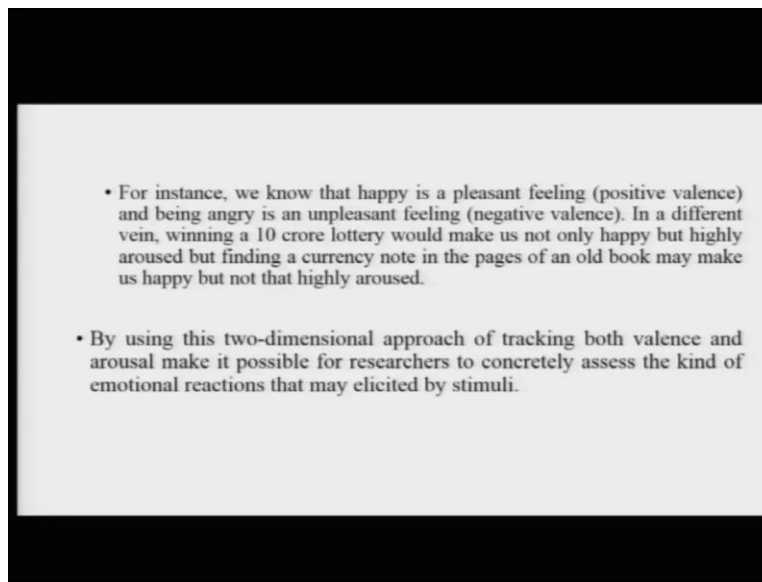 • For instance, we know that happy is a pleasant feeling (positive valence)
and being angry is an unpleasant feeling (negative valence). In a different
vein, winning a 10 crore lottery would make us not only happy but highly
aroused but finding a currency note in the pages of an old book may make
us happy but not that highly aroused.
• By using this two-dimensional approach of tracking both valence and
arousal make it possible for researchers to concretely assess the kind of
emotional reactions that may elicited by stimuli.